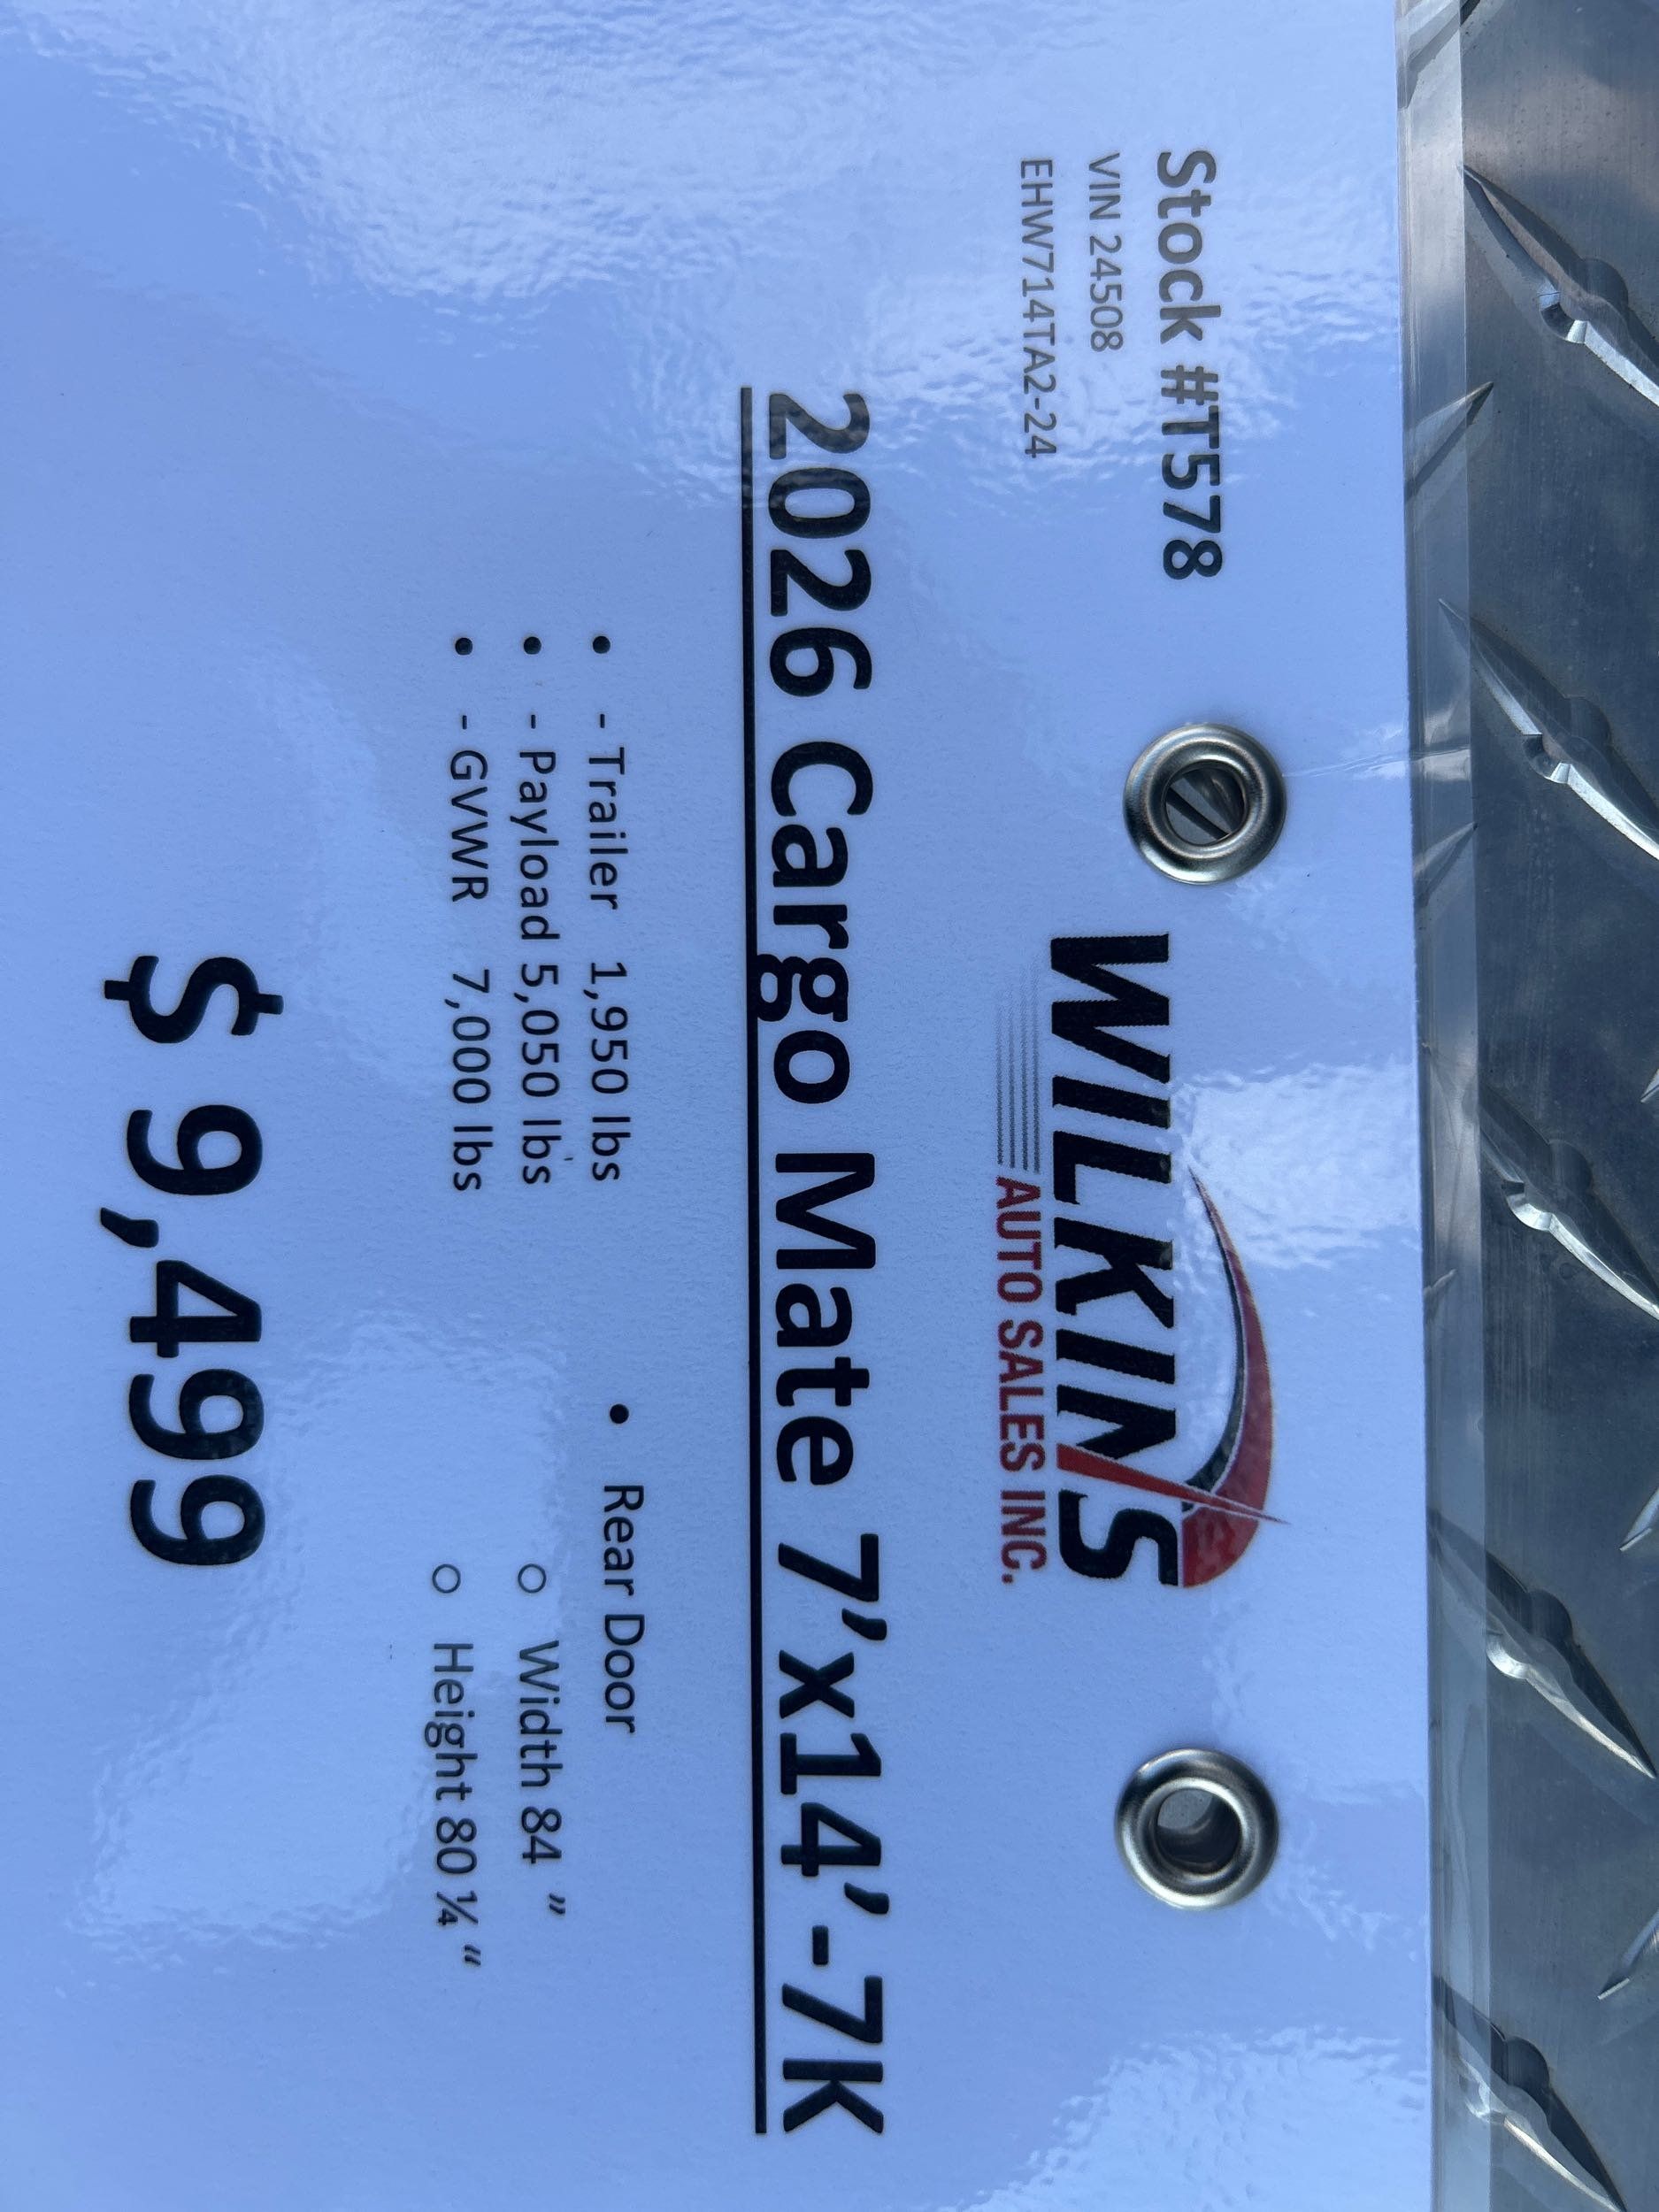 Stock #T578
VIN 24508
EHW714TA2-24
WILKINS
AUTO SALES INC.
2026 Cargo Mate 7’x14’-7K
• - Trailer 1,950 lbs
• - Payload 5,050 lbs
• - GVWR 7,000 lbs
• Rear Door
○ Width 84 ”
○ Height 80 ¼ “
$ 9,499